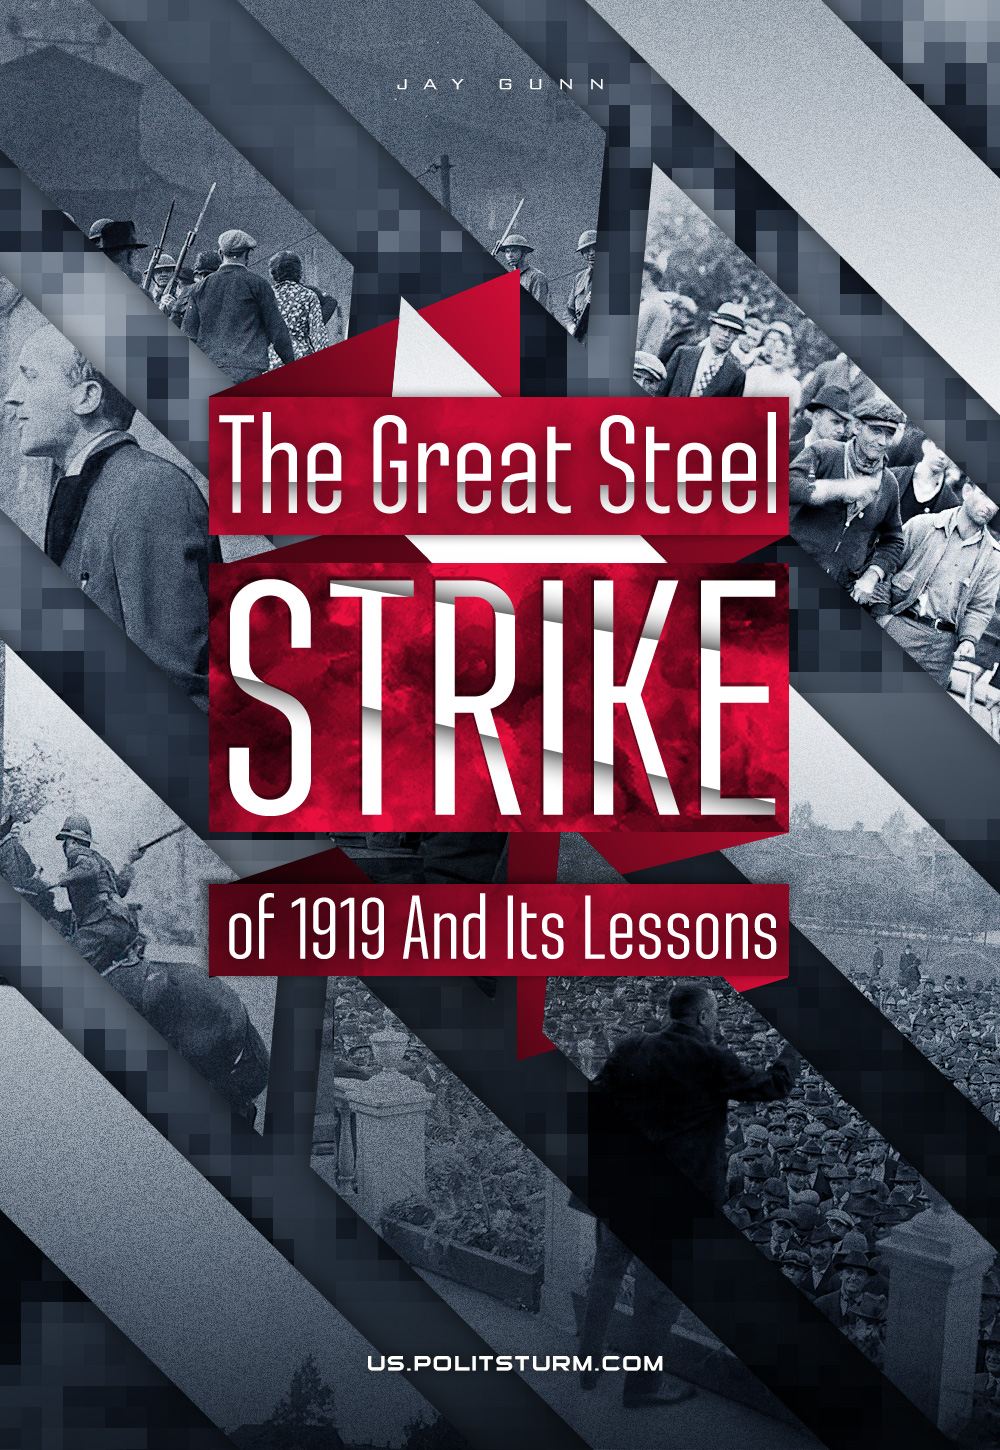 JAY GUNN
The Great Steel
STRIKE
of 1919 And Its Lessons
US.POLITSTURM.COM